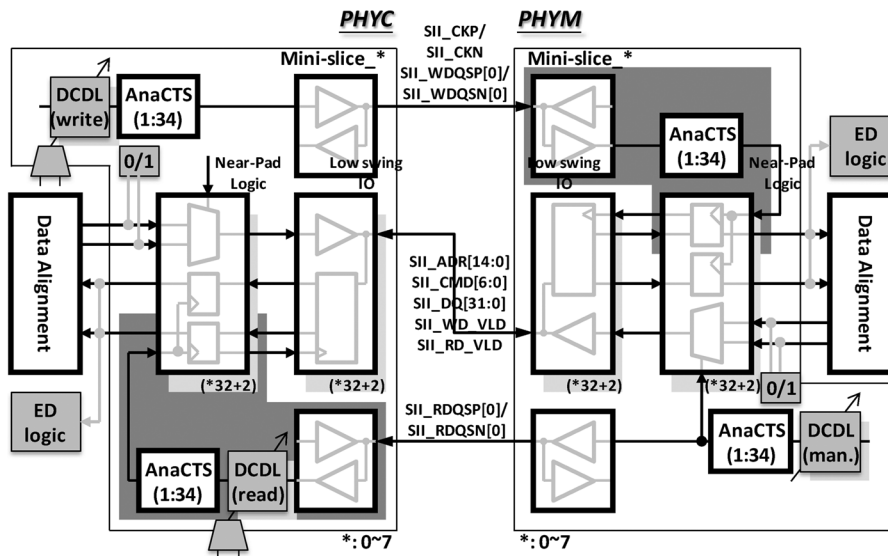 PHYC
PHYM
SII_CKP/
SII_CKN
SII_WDQSP[0]/
SII_WDQSN[0]
Mini-slice_*
Mini-slice_*
DCDL
(write)
AnaCTS
(1:34)
AnaCTS
(1:34)
ED
logic
0/1
Near-Pad
Logic
Low swing
IO
Low swing
IO
Near-Pad
Logic
Data Alignment
Data Alignment
SII_ADR[14:0]
SII_CMD[6:0]
SII_DQ[31:0]
SII_WD_VLD
SII_RD_VLD
(*32+2)
(*32+2)
(*32+2)
(*32+2)
0/1
ED
logic
SII_RDQSP[0]/
SII_RDQSN[0]
AnaCTS
(1:34)
DCDL
(read)
AnaCTS
(1:34)
DCDL
(man.)
*: 0~7
*: 0~7